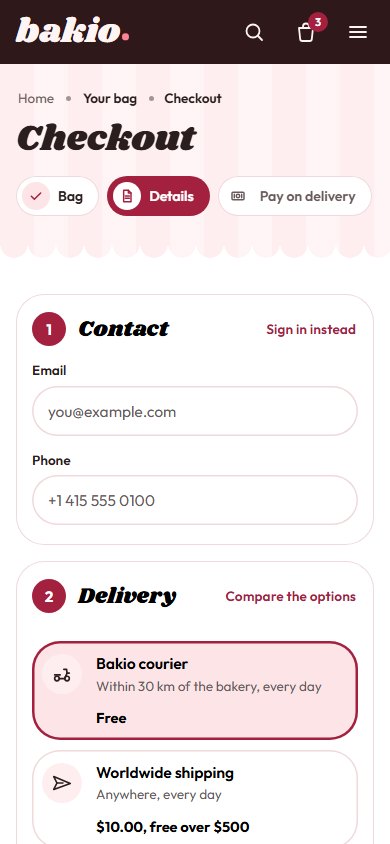 bakio.
3
Home • Your bag • Checkout
Checkout
Bag
Details
Pay on delivery
1 Contact
Sign in instead
Email
you@example.com
Phone
+1 415 555 0100
2 Delivery
Compare the options
Bakio courier
Within 30 km of the bakery, every day
Free
Worldwide shipping
Anywhere, every day
$10.00, free over $500